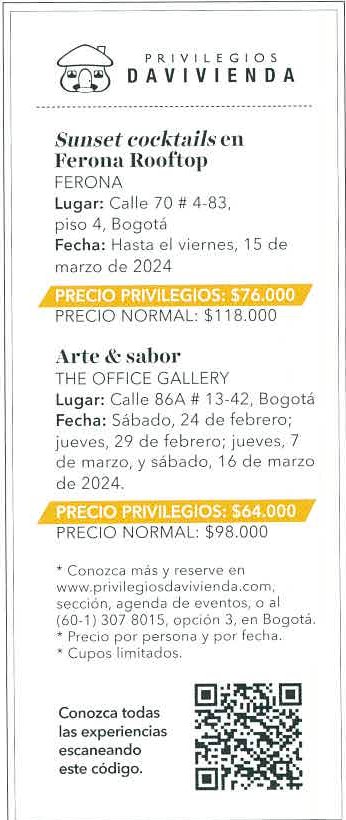 PRIVILEGIOS
DAVIVIENDA
Sunset cocktails en
Ferona Rooftop
FERONA
Lugar: Calle 70 # 4-83,
piso 4, Bogotá
Fecha: Hasta el viernes, 15 de
marzo de 2024
PRECIO PRIVILEGIOS: $76.000
PRECIO NORMAL: $118.000
Arte & sabor
THE OFFICE GALLERY
Lugar: Calle 86A # 13-42, Bogotá
Fecha: Sábado, 24 de febrero;
jueves, 29 de febrero; jueves, 7
de marzo, y sábado, 16 de marzo
de 2024.
PRECIO PRIVILEGIOS: $64.000
PRECIO NORMAL: $98.000
* Conozca más y reserve en
www.privilegiosdavivienda.com,
sección, agenda de eventos, o al
(60-1) 307 8015, opción 3, en Bogotá.
* Precio por persona y por fecha.
* Cupos limitados.
Conozca todas
las experiencias
escaneando
este código.